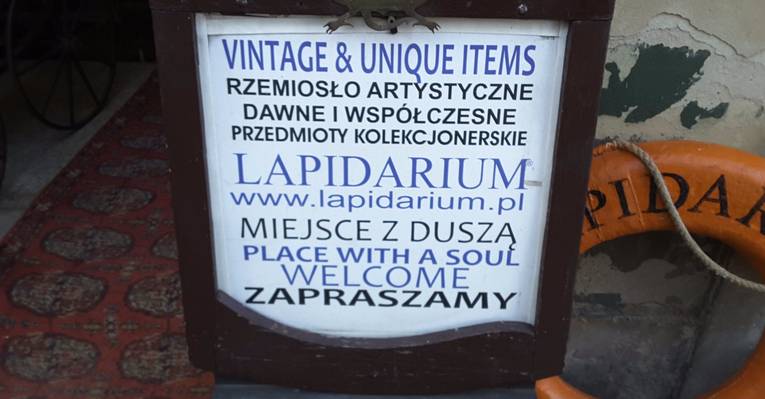 VINTAGE & UNIQUE ITEMS
RZEMIOSŁO ARTYSTYCZNE
DAWNE I WSPÓŁCZESNE
PRZEDMIOTY KOLEKCJONERSKIE
LAPIDARIUM®
www.lapidarium.pl
MIEJSCE Z DUSZĄ
PLACE WITH A SOUL
WELCOME
ZAPRASZAMY
APIDAR